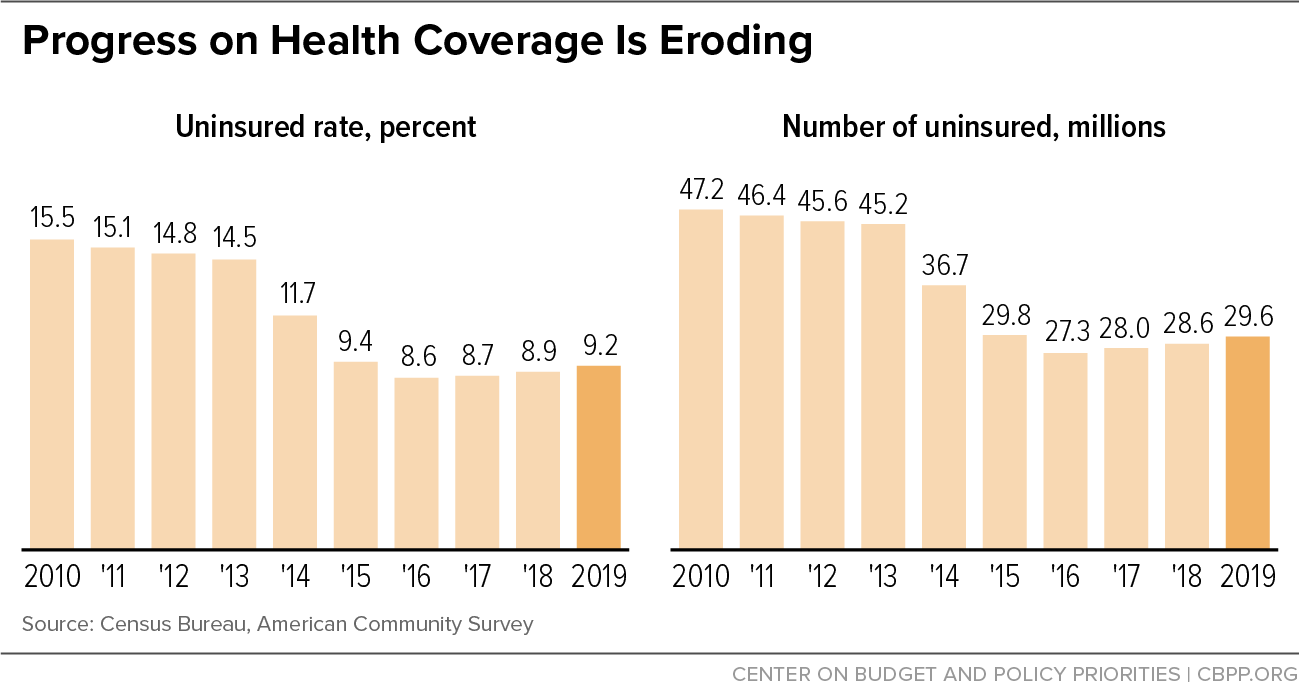 Progress on Health Coverage Is Eroding
Uninsured rate, percent
15.5 15.1 14.8 14.5 11.7 9.4 8.6 8.7 8.9 9.2
2010 '11 '12 '13 '14 '15 '16 '17 '18 2019
Number of uninsured, millions
47.2 46.4 45.6 45.2 36.7 29.8 27.3 28.0 28.6 29.6
2010 '11 '12 '13 '14 '15 '16 '17 '18 2019
Source: Census Bureau, American Community Survey
CENTER ON BUDGET AND POLICY PRIORITIES | CBPP.ORG